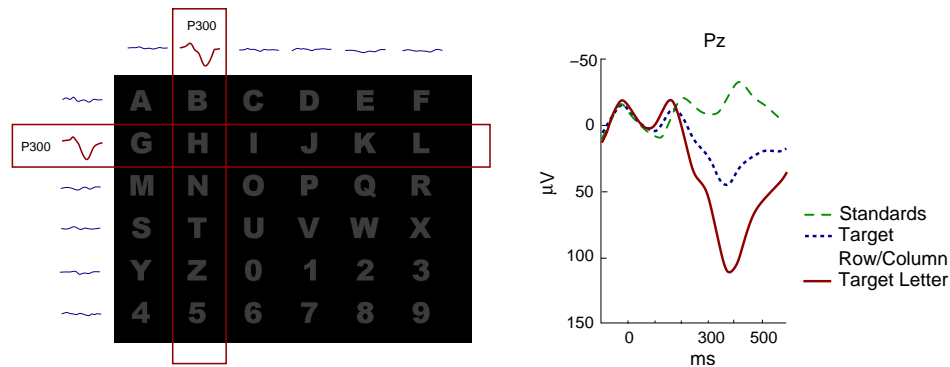 P300
P300
A B C D E F
G H I J K L
M N O P Q R
S T U V W X
Y Z 0 1 2 3
4 5 6 7 8 9
Pz
−50
0
50
100
150
µV
0 300 500
ms
Standards
Target
Row/Column
Target Letter